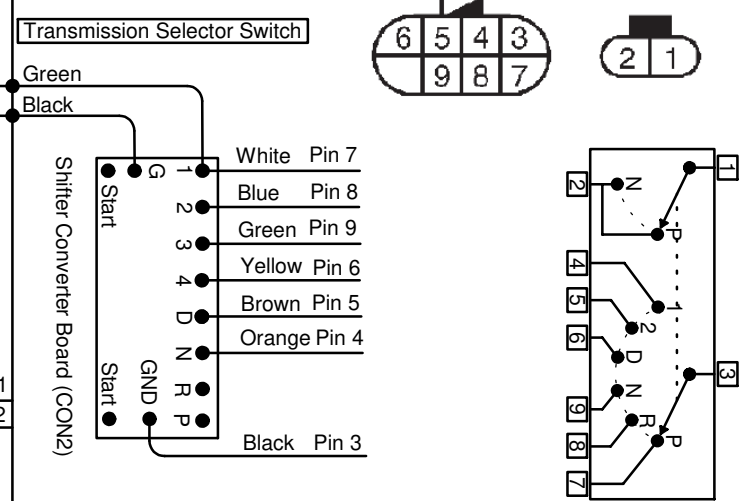 Transmission Selector Switch
Green
Black
6 5 4 3
9 8 7
2 1
Shifter Converter Board (CON2)
Start G 1
2
3
4
D
N
R
Start GND P
White Pin 7
Blue Pin 8
Green Pin 9
Yellow Pin 6
Brown Pin 5
Orange Pin 4
Black Pin 3
2 N P 1
4 1
5 2
6 D
9 N
8 R
7 P 3
1